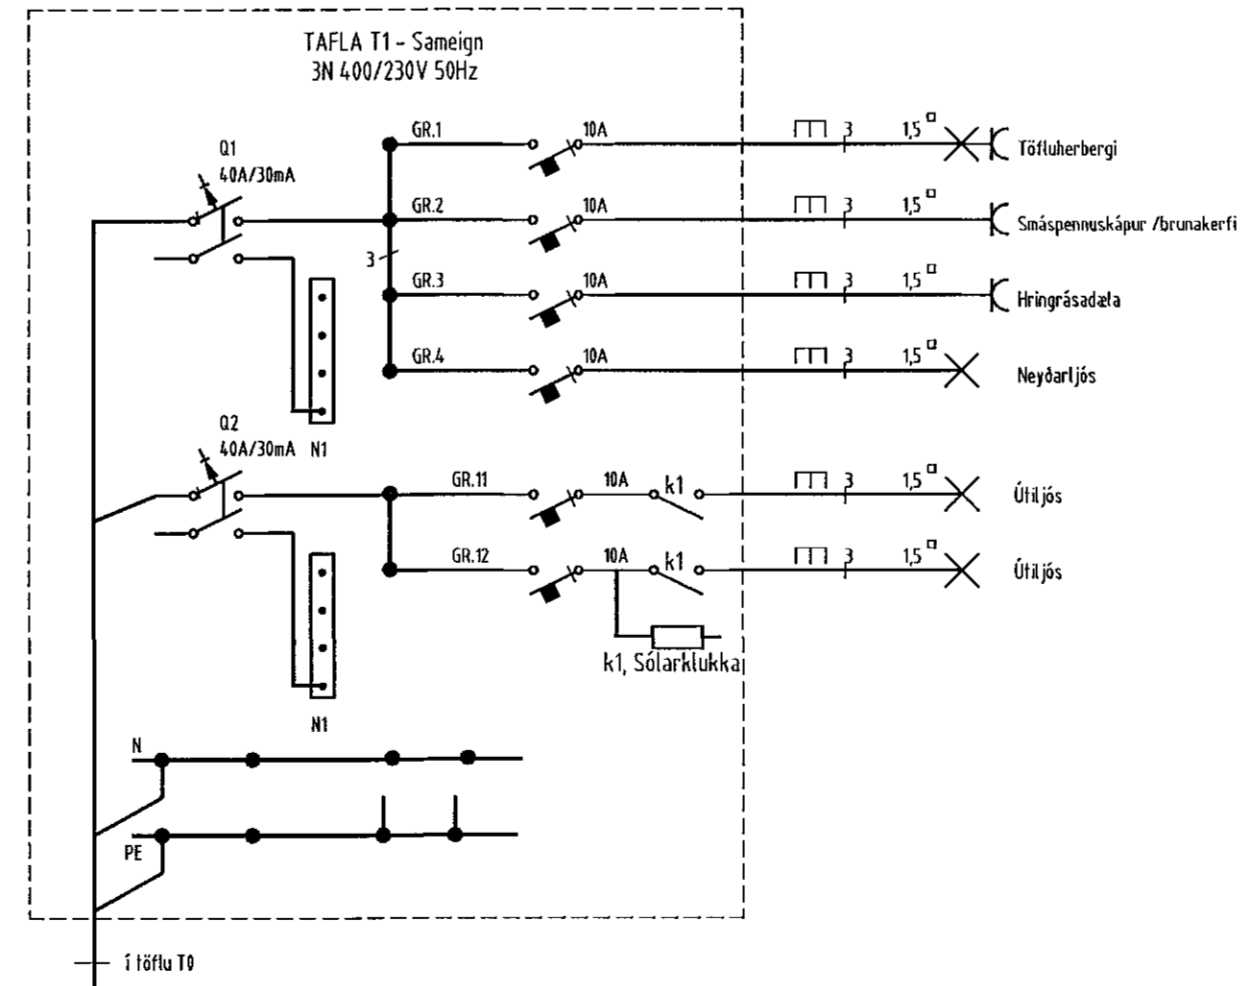 TAFLA T1 - Sameign
3N 400/230V 50Hz
Q1
40A/30mA
GR.1
10A
3
1,5
Töfluherbergi
GR.2
10A
3
1,5
Smáspennuskápur /brunakerfi
3
GR.3
10A
3
1,5
Hringrásadæla
GR.4
10A
3
1,5
Neyðarljós
N1
Q2
40A/30mA
GR.11
10A
k1
3
1,5
Útiljós
GR.12
10A
k1
3
1,5
Útiljós
k1, Sólarklukka
N1
N
PE
Í töflu T0